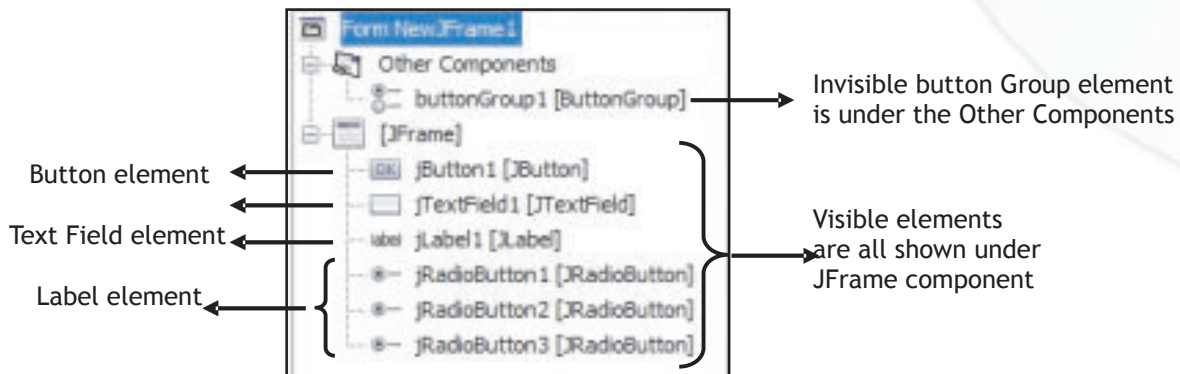 Form NewJFrame1
Other Components
buttonGroup1 [ButtonGroup]
Invisible button Group element
is under the Other Components
[JFrame]
Button element
jButton1 [JButton]
jTextField1 [JTextField]
Text Field element
label jLabel1 [JLabel]
Label element
jRadioButton1 [JRadioButton]
jRadioButton2 [JRadioButton]
jRadioButton3 [JRadioButton]
Visible elements
are all shown under
JFrame component
OK